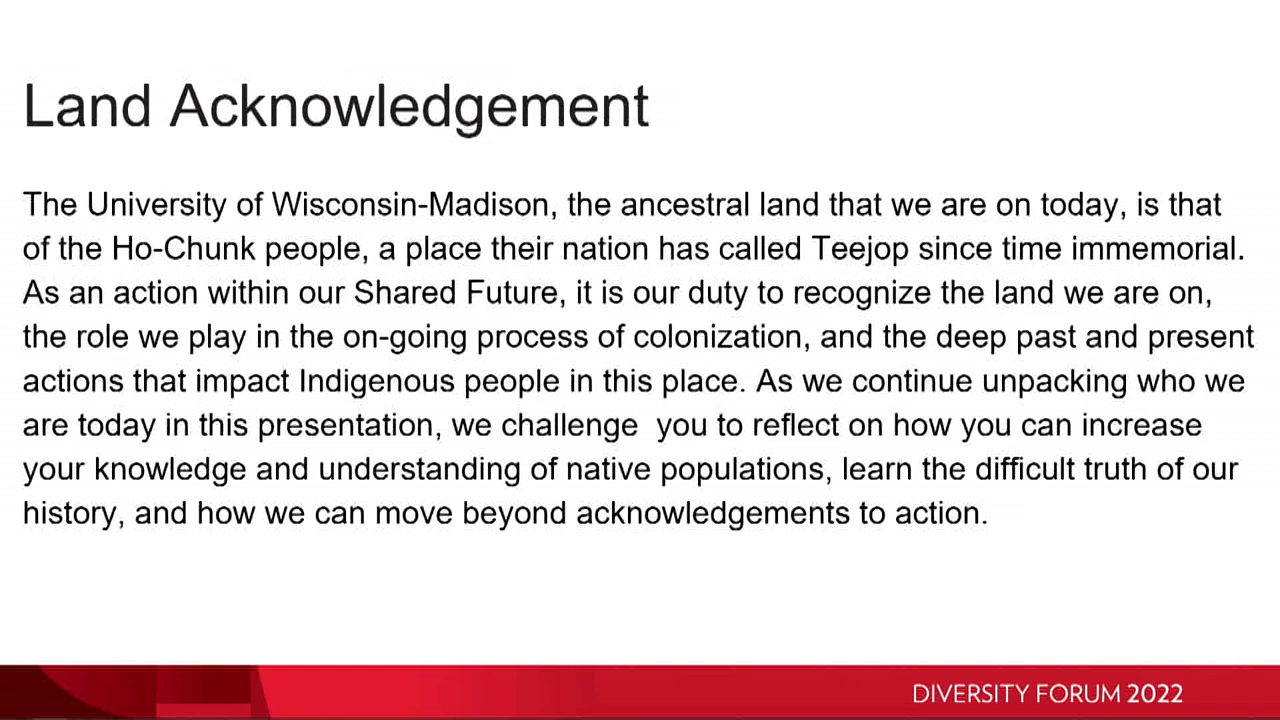 Land Acknowledgement
The University of Wisconsin-Madison, the ancestral land that we are on today, is that
of the Ho-Chunk people, a place their nation has called Teejop since time immemorial.
As an action within our Shared Future, it is our duty to recognize the land we are on,
the role we play in the on-going process of colonization, and the deep past and present
actions that impact Indigenous people in this place. As we continue unpacking who we
are today in this presentation, we challenge  you to reflect on how you can increase
your knowledge and understanding of native populations, learn the difficult truth of our
history, and how we can move beyond acknowledgements to action.
DIVERSITY FORUM 2022